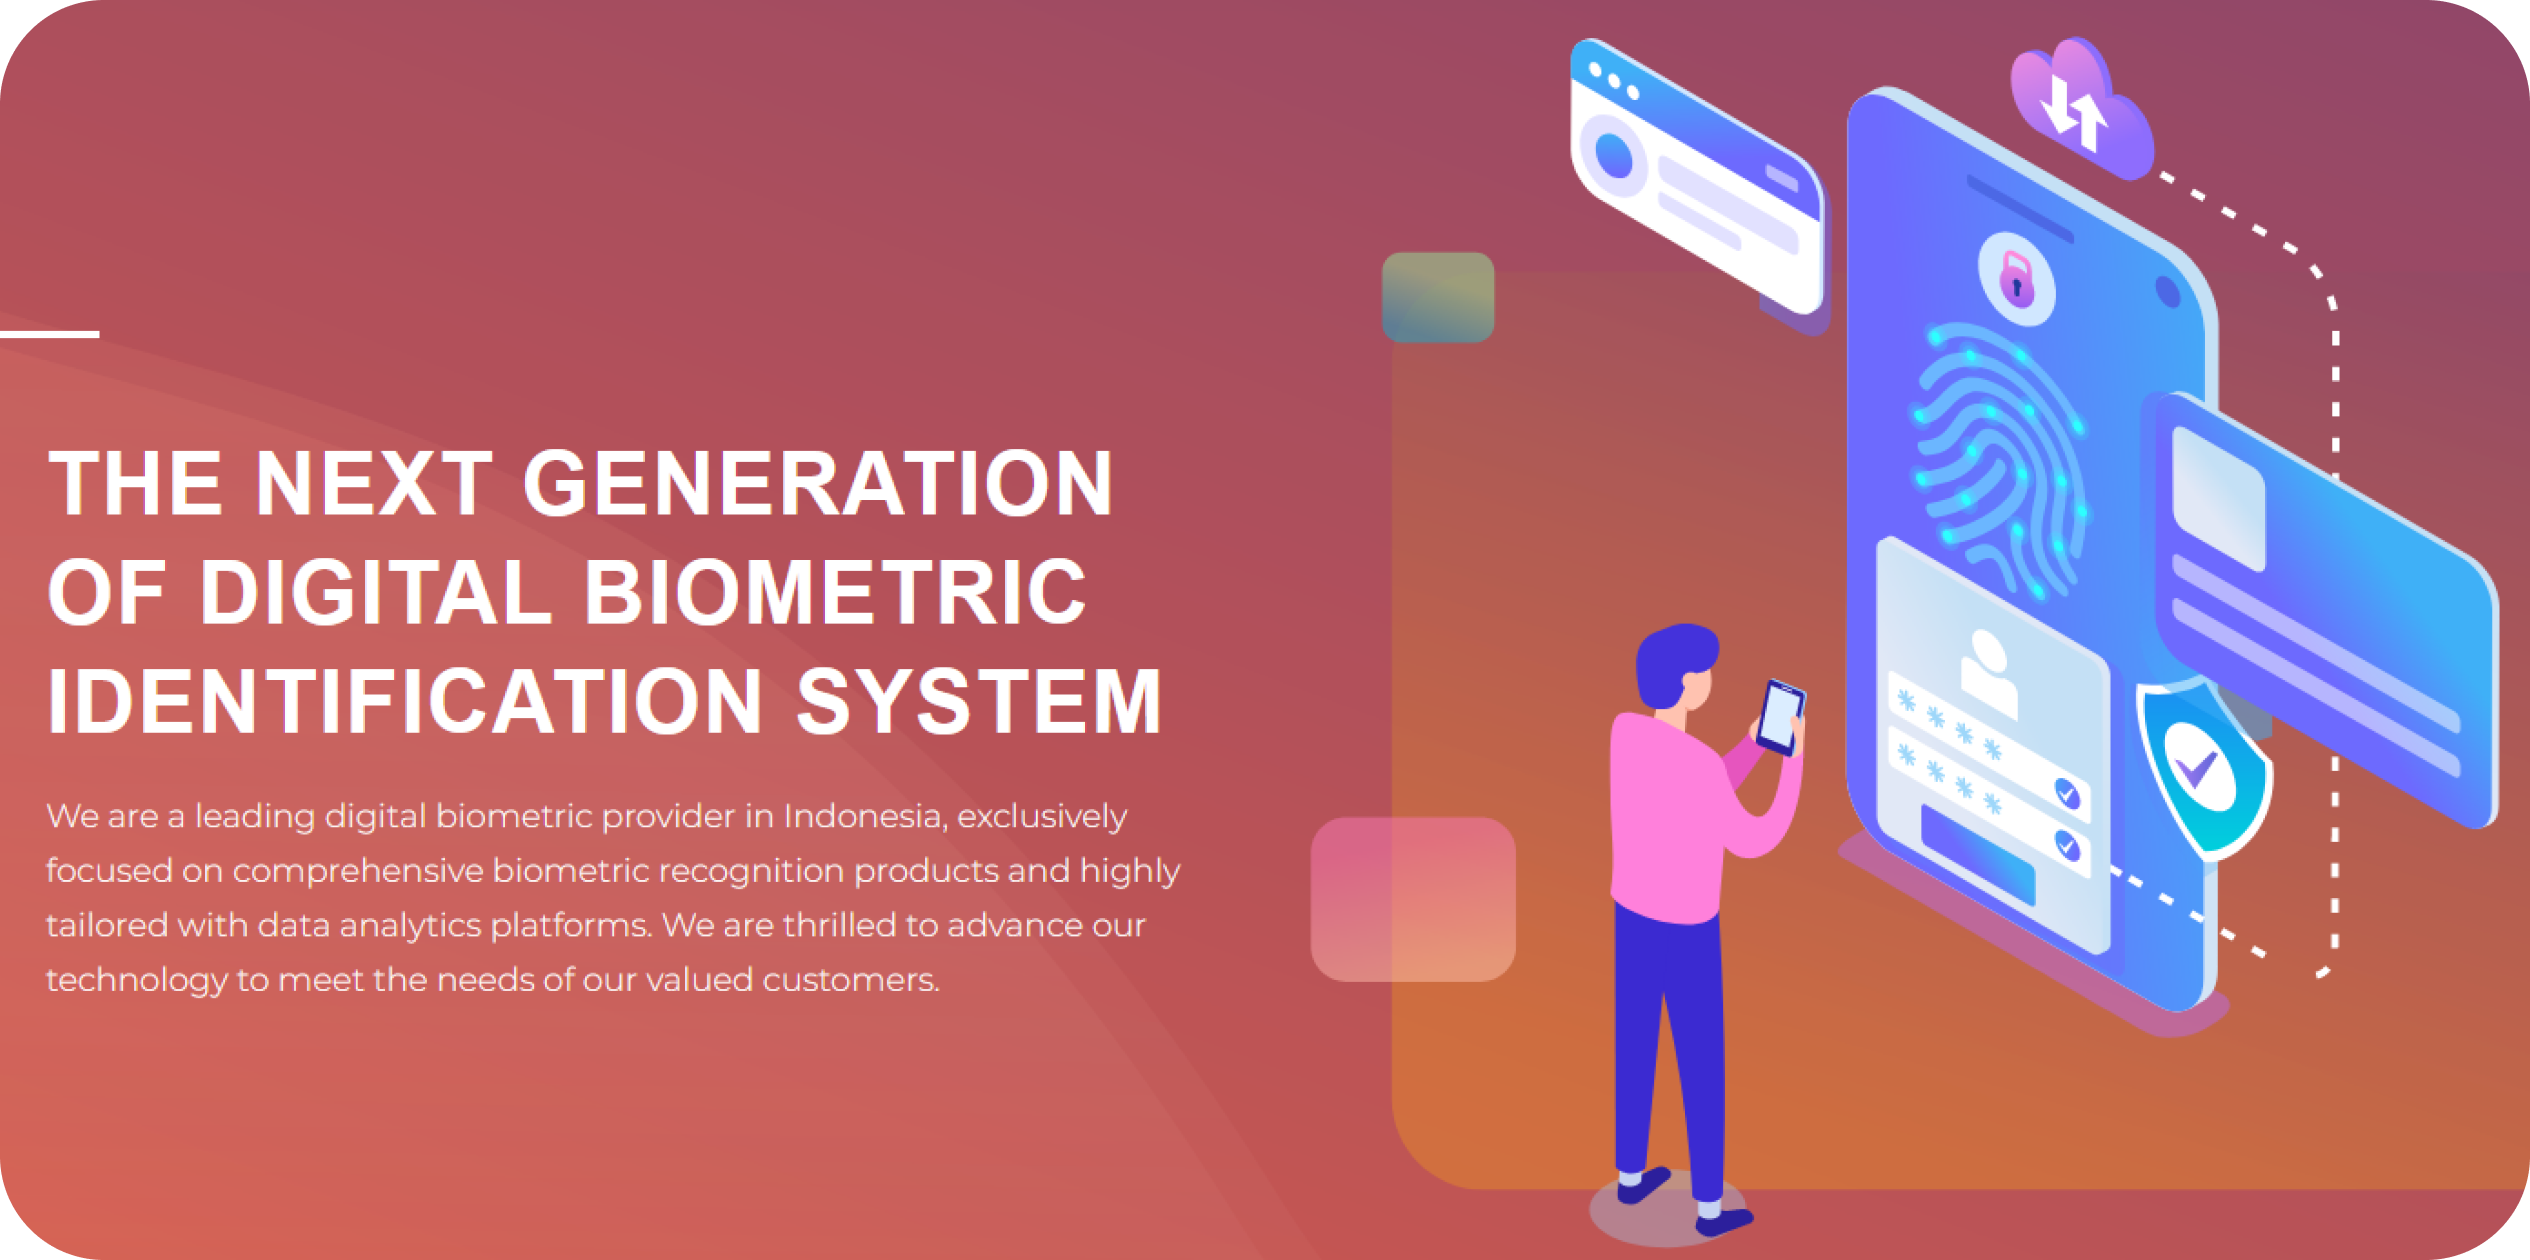 THE NEXT GENERATION
OF DIGITAL BIOMETRIC
IDENTIFICATION SYSTEM
We are a leading digital biometric provider in Indonesia, exclusively
focused on comprehensive biometric recognition products and highly
tailored with data analytics platforms. We are thrilled to advance our
technology to meet the needs of our valued customers.